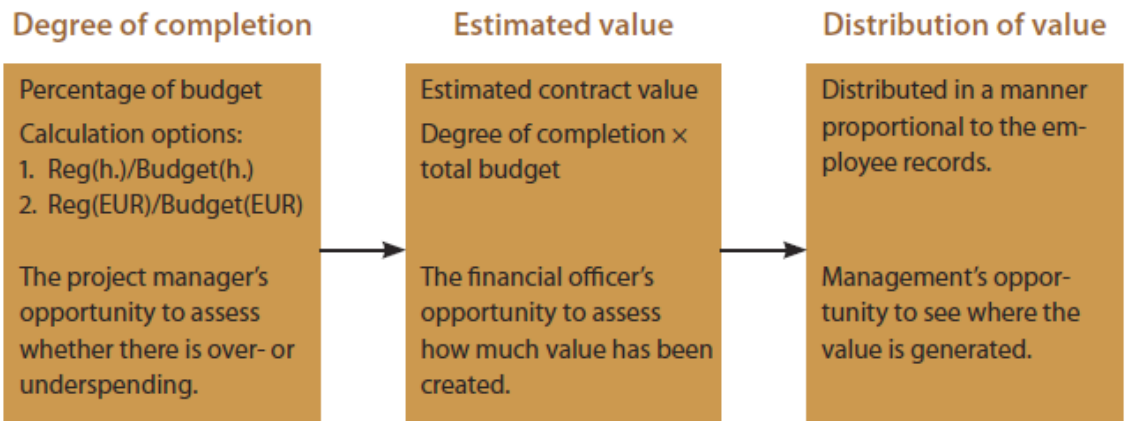 Degree of completion
Percentage of budget
Calculation options:
1. Reg(h.)/Budget(h.)
2. Reg(EUR)/Budget(EUR)
The project manager's
opportunity to assess
whether there is over- or
underspending.
Estimated value
Estimated contract value
Degree of completion ×
total budget
The financial officer's
opportunity to assess
how much value has been
created.
Distribution of value
Distributed in a manner
proportional to the em-
ployee records.
Management's oppor-
tunity to see where the
value is generated.